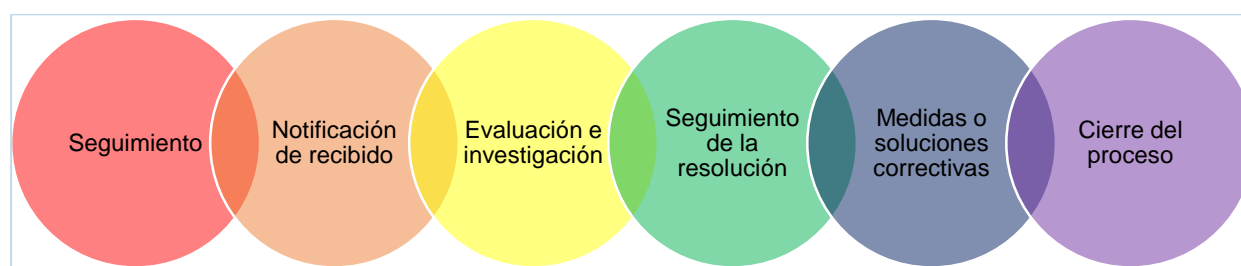 Seguimiento
Notificación
de recibido
Evaluación e
investigación
Seguimiento
de la
resolución
Medidas o
soluciones
correctivas
Cierre del
proceso